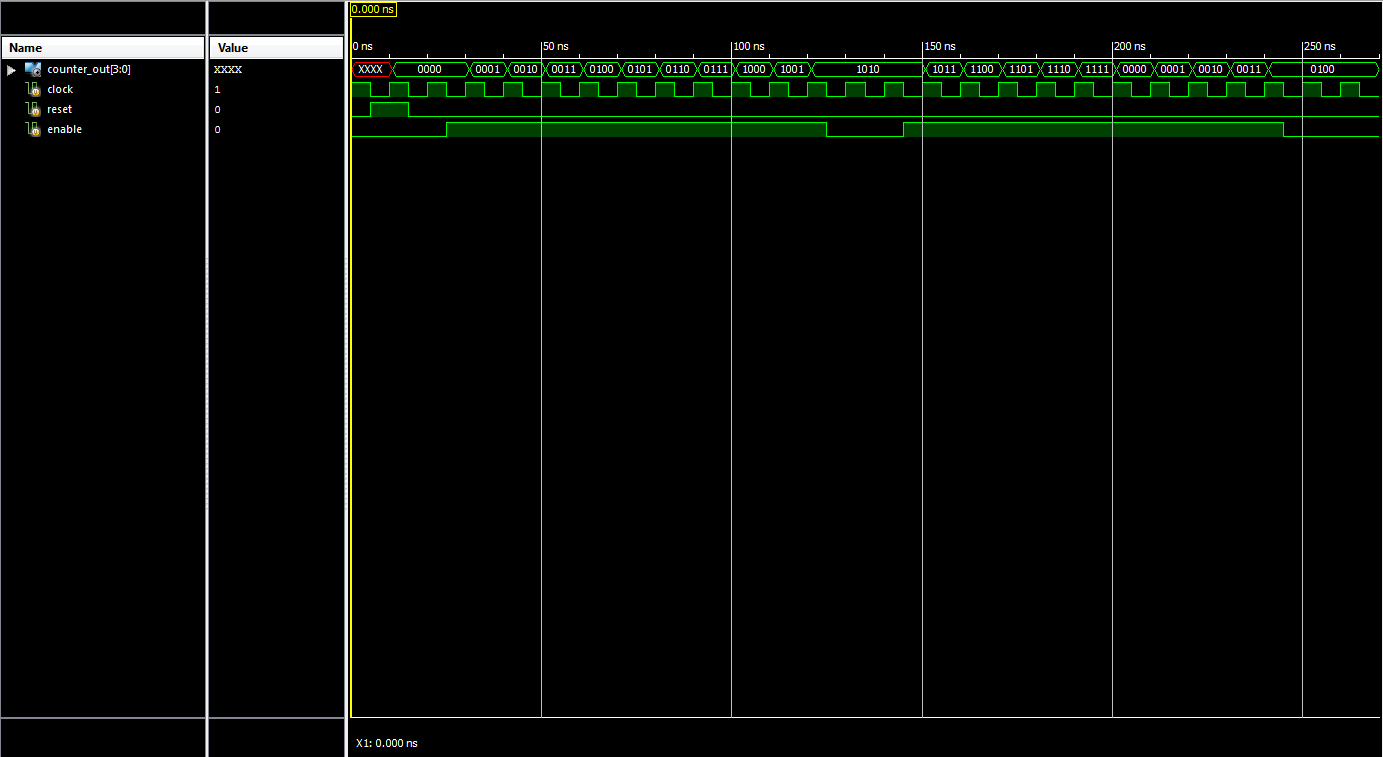 0.000 ns
Name Value 0 ns 50 ns 100 ns 150 ns 200 ns 250 ns
counter_out[3:0] XXXX XXXX 0000 0001 0010 0011 0100 0101 0110 0111 1000 1001 1010 1011 1100 1101 1110 1111 0000 0001 0010 0011 0100
clock 1
reset 0
enable 0
X1: 0.000 ns